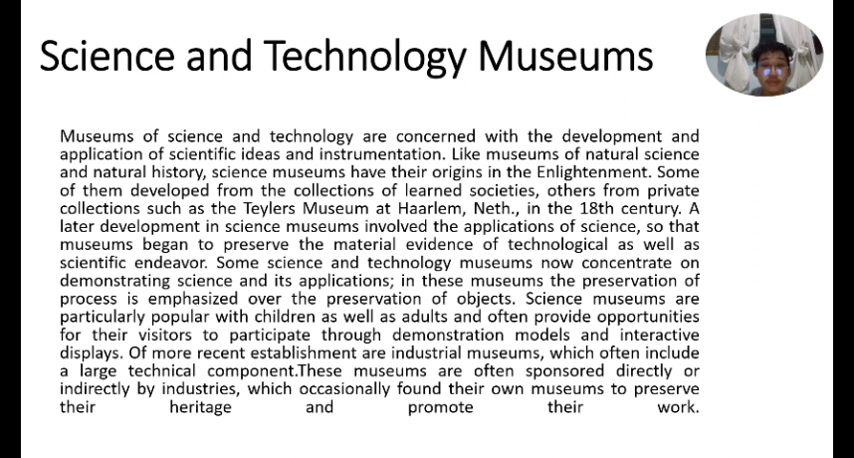 Science and Technology Museums
Museums of science and technology are concerned with the development and
application of scientific ideas and instrumentation. Like museums of natural science
and natural history, science museums have their origins in the Enlightenment. Some
of them developed from the collections of learned societies, others from private
collections such as the Teylers Museum at Haarlem, Neth., in the 18th century. A
later development in science museums involved the applications of science, so that
museums began to preserve the material evidence of technological as well as
scientific endeavor. Some science and technology museums now concentrate on
demonstrating science and its applications; in these museums the preservation of
process is emphasized over the preservation of objects. Science museums are
particularly popular with children as well as adults and often provide opportunities
for their visitors to participate through demonstration models and interactive
displays. Of more recent establishment are industrial museums, which often include
a large technical component.These museums are often sponsored directly or
indirectly by industries, which occasionally found their own museums to preserve
their heritage and promote their work.